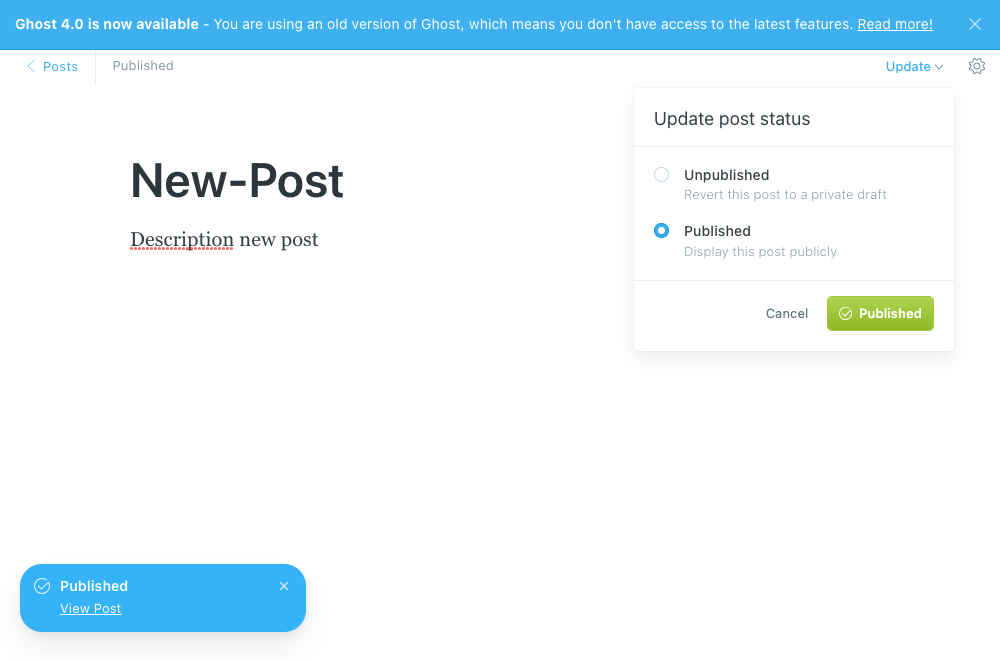 Ghost 4.0 is now available - You are using an old version of Ghost, which means you don't have access to the latest features. Read more!
Posts
Published
Update
Update post status
Unpublished
Revert this post to a private draft
Published
Display this post publicly
Cancel
Published
New-Post
Description new post
Published
View Post